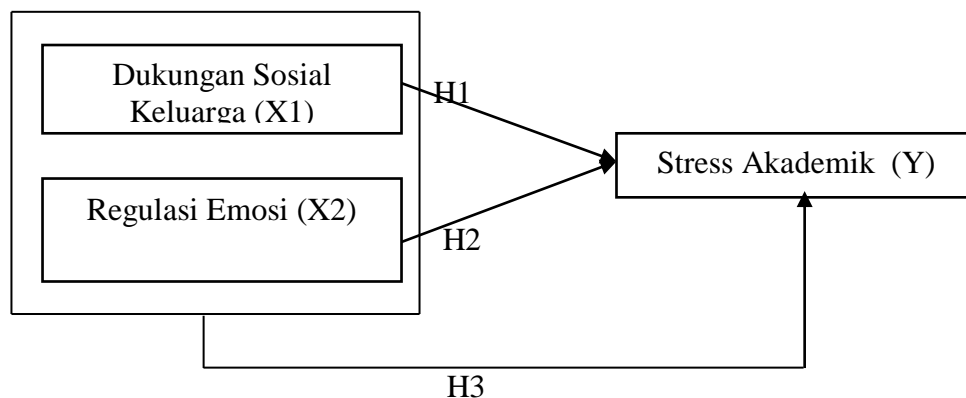 Dukungan Sosial
Keluarga (X1)
H1
Stress Akademik (Y)
Regulasi Emosi (X2)
H2
H3